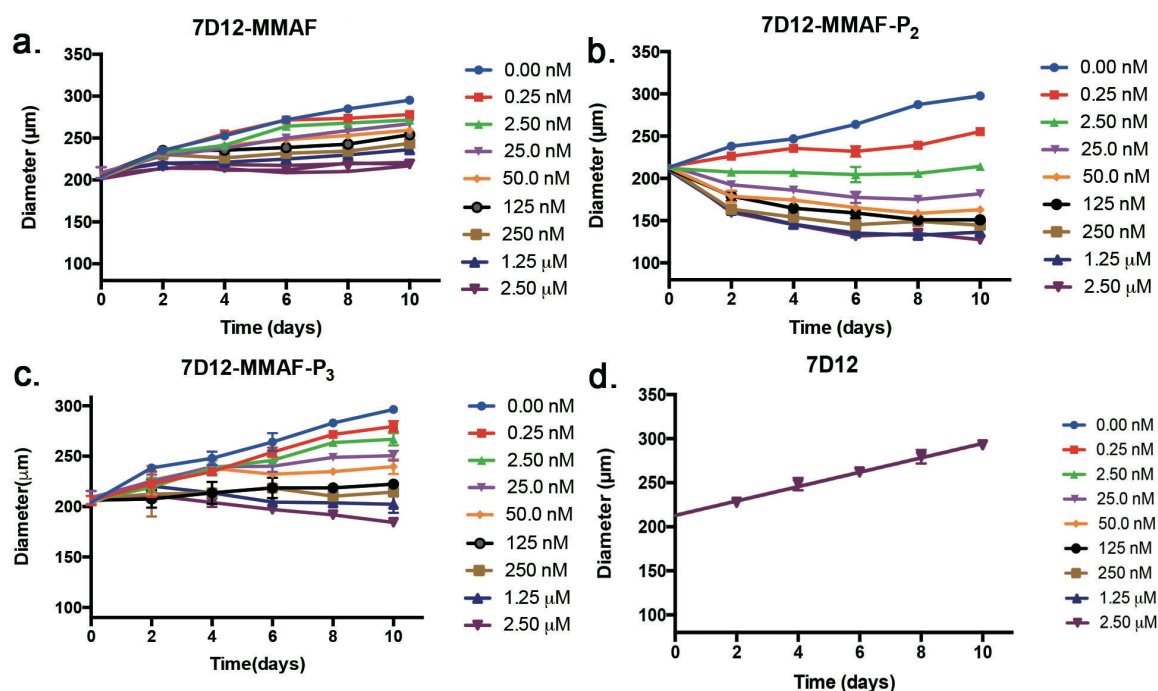 a.
7D12-MMAF
350
300
250
200
150
100
Diameter (µm)
0 2 4 6 8 10
Time (days)
0.00 nM
0.25 nM
2.50 nM
25.0 nM
50.0 nM
125 nM
250 nM
1.25 µM
2.50 µM
b.
7D12-MMAF-P₂
350
300
250
200
150
100
Diameter (µm)
0 2 4 6 8 10
Time (days)
0.00 nM
0.25 nM
2.50 nM
25.0 nM
50.0 nM
125 nM
250 nM
1.25 µM
2.50 µM
c.
7D12-MMAF-P₃
300
250
200
150
100
Diameter(µm)
0 2 4 6 8 10
Time(days)
0.00 nM
0.25 nM
2.50 nM
25.0 nM
50.0 nM
125 nM
250 nM
1.25 µM
2.50 µM
d.
7D12
350
300
250
200
150
100
Diameter (µm)
0 2 4 6 8 10
Time (days)
0.00 nM
0.25 nM
2.50 nM
25.0 nM
50.0 nM
125 nM
250 nM
1.25 µM
2.50 µM